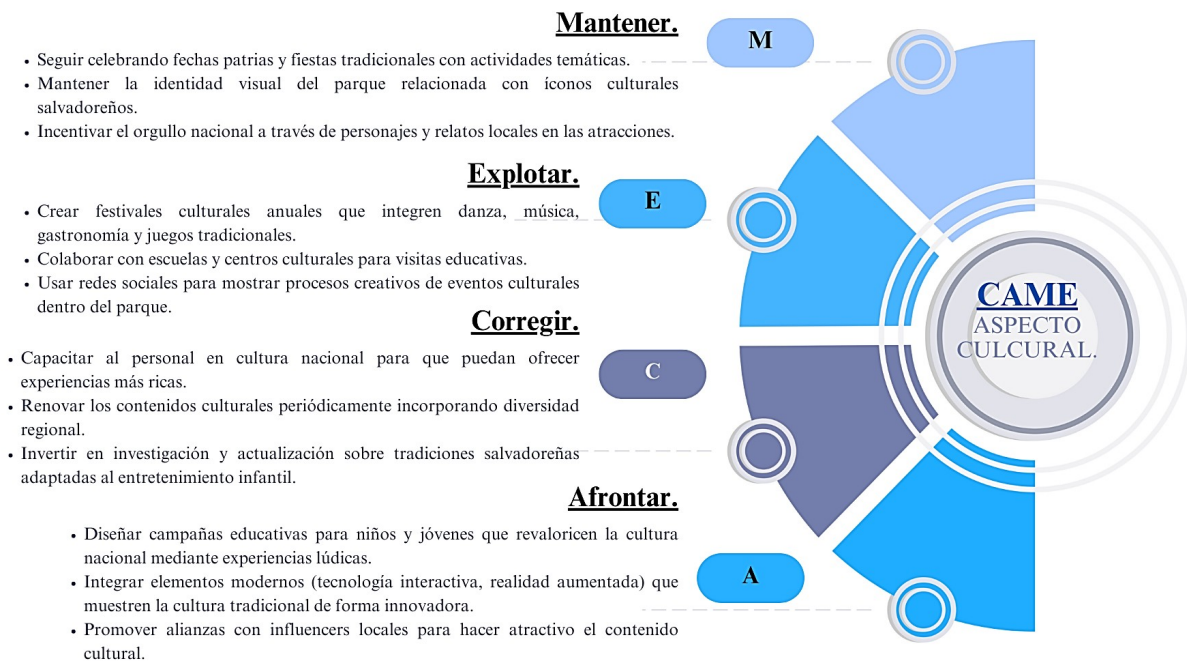 Mantener.
M
• Seguir celebrando fechas patrias y fiestas tradicionales con actividades temáticas.
• Mantener la identidad visual del parque relacionada con íconos culturales
salvadoreños.
• Incentivar el orgullo nacional a través de personajes y relatos locales en las atracciones.
Explotar.
E
• Crear festivales culturales anuales que integren danza, música,
gastronomía y juegos tradicionales.
• Colaborar con escuelas y centros culturales para visitas educativas.
• Usar redes sociales para mostrar procesos creativos de eventos culturales
dentro del parque.
Corregir.
C
• Capacitar al personal en cultura nacional para que puedan ofrecer
experiencias más ricas.
• Renovar los contenidos culturales periódicamente incorporando diversidad
regional.
• Invertir en investigación y actualización sobre tradiciones salvadoreñas
adaptadas al entretenimiento infantil.
Afrontar.
A
• Diseñar campañas educativas para niños y jóvenes que revaloricen la cultura
nacional mediante experiencias lúdicas.
• Integrar elementos modernos (tecnología interactiva, realidad aumentada) que
muestren la cultura tradicional de forma innovadora.
• Promover alianzas con influencers locales para hacer atractivo el contenido
cultural.
CAME
ASPECTO
CULCURAL.